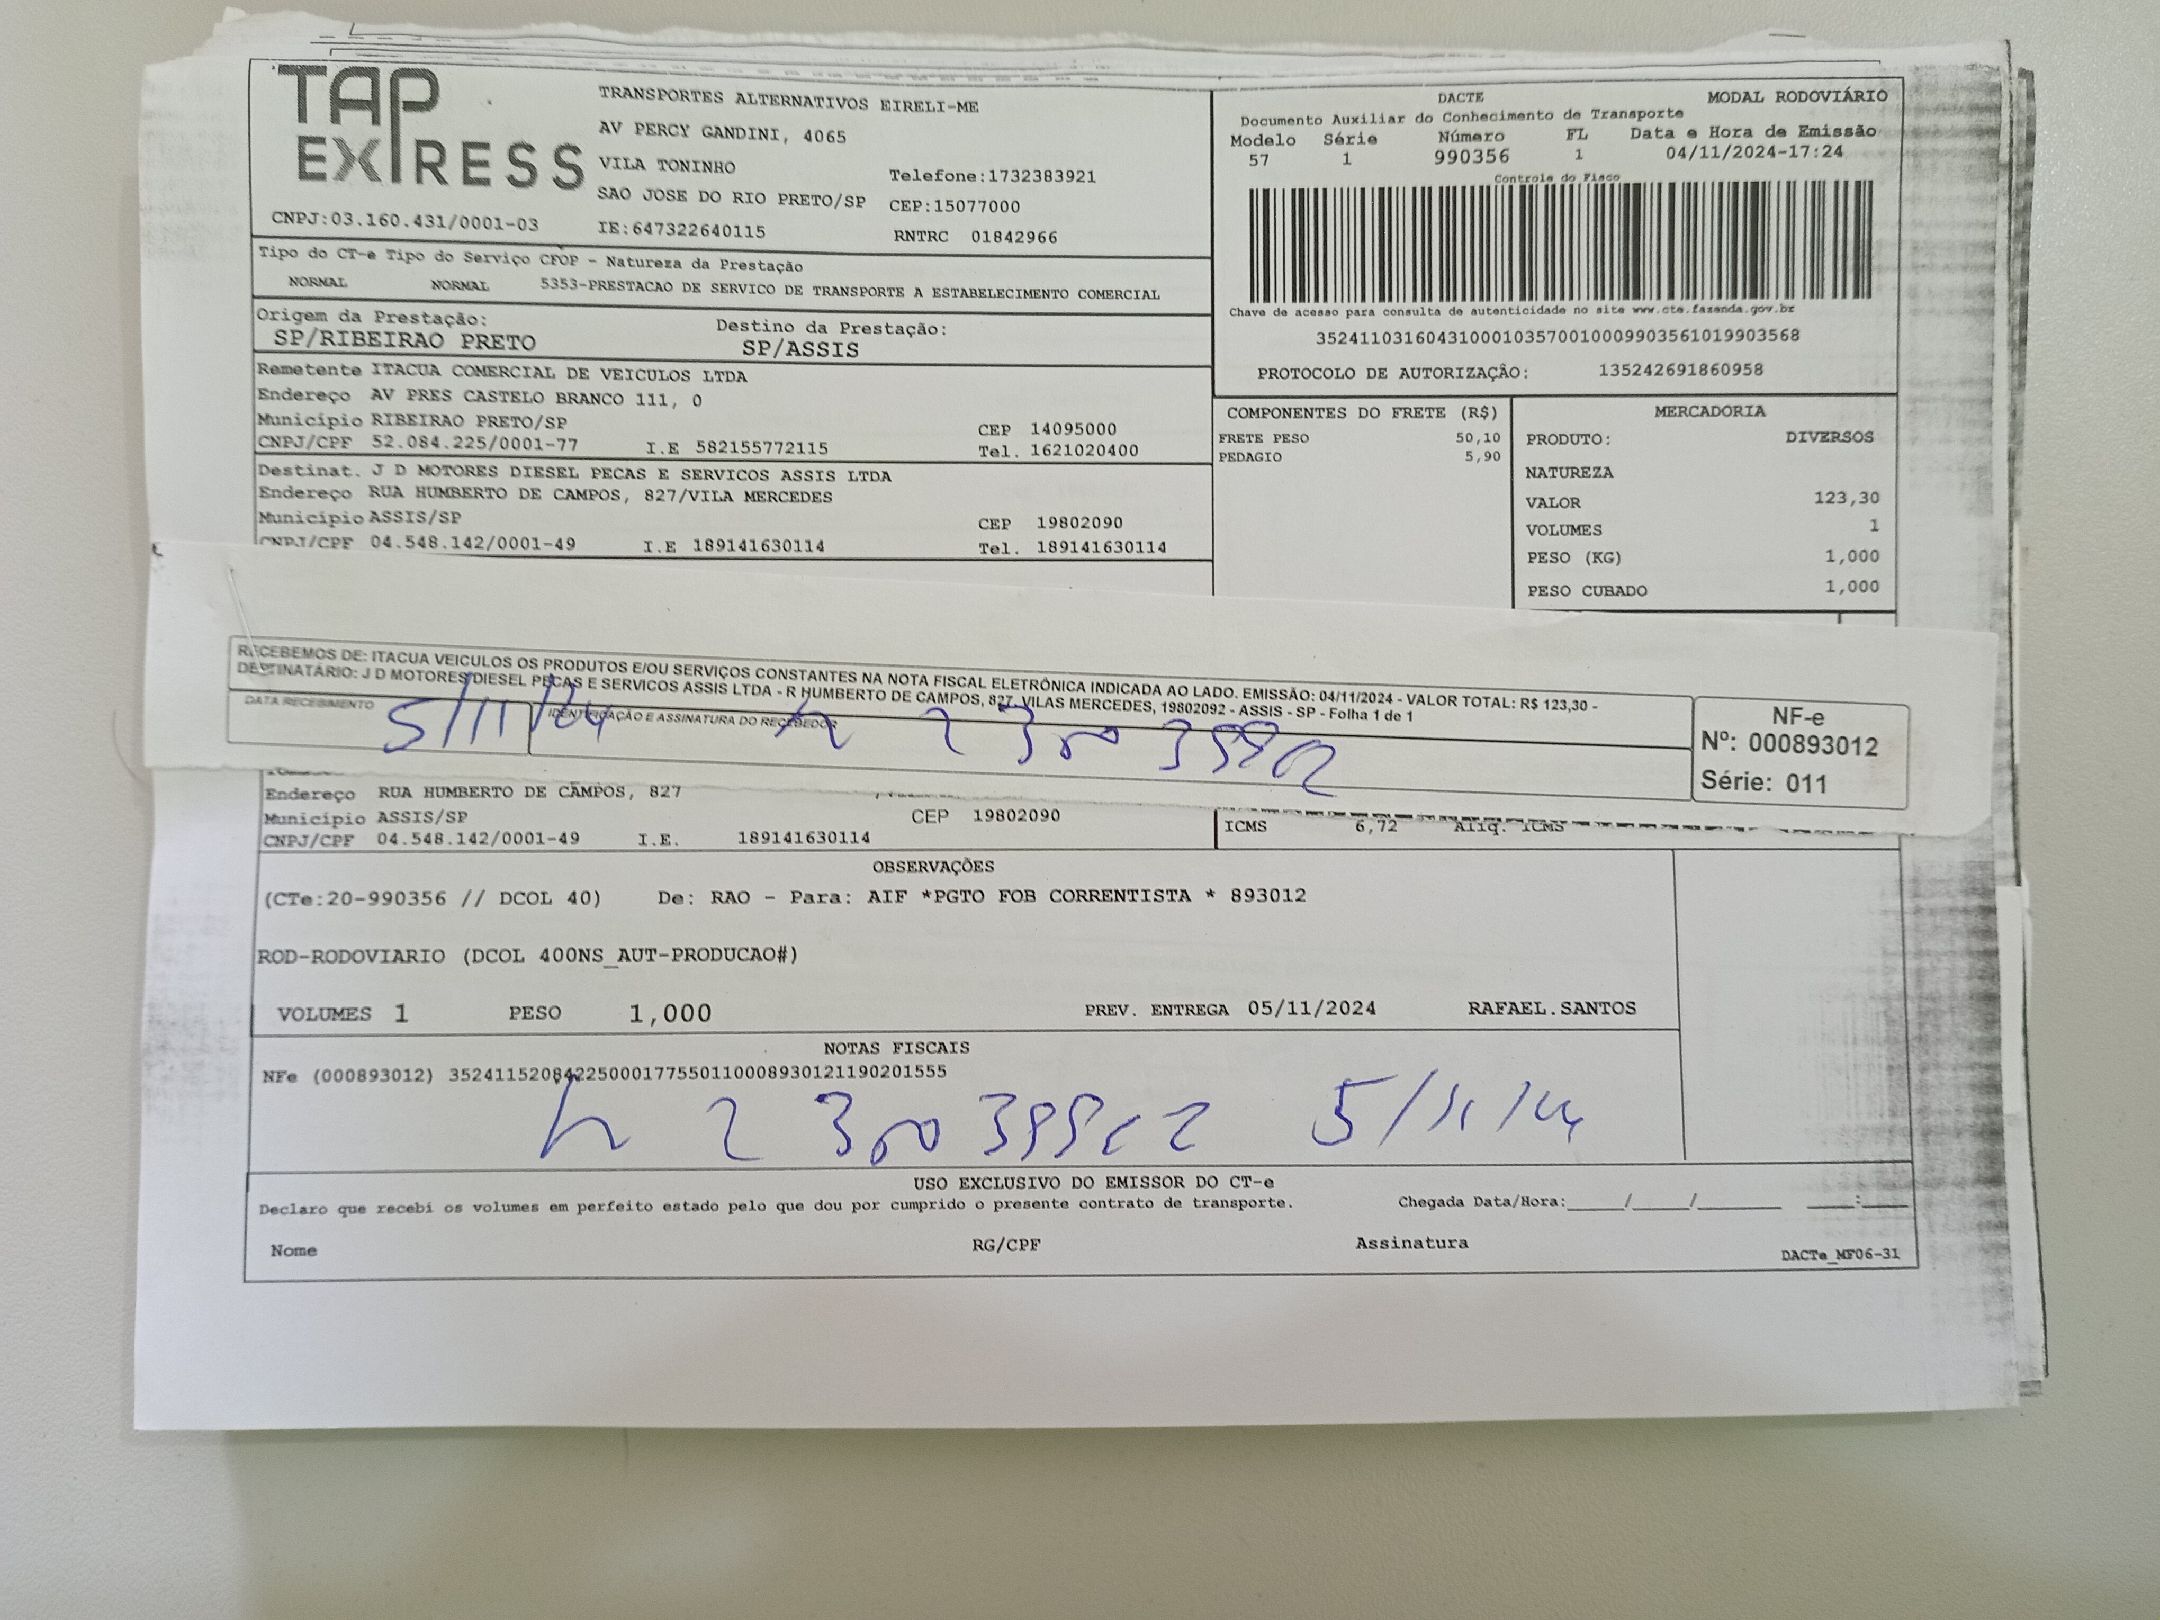 TAP EXPRESS
TRANSPORTES ALTERNATIVOS EIRELI-ME
AV PERCY GANDINI, 4065
VILA TONINHO
Telefone:1732383921
SAO JOSE DO RIO PRETO/SP CEP:15077000
CNPJ:03.160.431/0001-03 IE:647322640115 RNTRC 01842966
DACTE MODAL RODOVIÁRIO
Documento Auxiliar do Conhecimento de Transporte
Modelo Série Número FL Data e Hora de Emissão
57 1 990356 1 04/11/2024-17:24
Controle do Fisco
Chave de acesso para consulta de autenticidade no site www.cte.fazenda.gov.br
35241103160431000103570010009903561019903568
PROTOCOLO DE AUTORIZAÇÃO: 135242691860958
Tipo do CT-e Tipo do Serviço CFOP - Natureza da Prestação
NORMAL NORMAL 5353-PRESTACAO DE SERVICO DE TRANSPORTE A ESTABELECIMENTO COMERCIAL
Origem da Prestação: Destino da Prestação:
SP/RIBEIRAO PRETO SP/ASSIS
Remetente ITACUA COMERCIAL DE VEICULOS LTDA
Endereço AV PRES CASTELO BRANCO 111, 0
Município RIBEIRAO PRETO/SP CEP 14095000
CNPJ/CPF 52.084.225/0001-77 I.E 582155772115 Tel. 1621020400
Destinat. J D MOTORES DIESEL PECAS E SERVICOS ASSIS LTDA
Endereço RUA HUMBERTO DE CAMPOS, 827/VILA MERCEDES
Município ASSIS/SP CEP 19802090
CNPJ/CPF 04.548.142/0001-49 I.E 189141630114 Tel. 189141630114
COMPONENTES DO FRETE (R$)
FRETE PESO 50,10
PEDAGIO 5,90
MERCADORIA
PRODUTO: DIVERSOS
NATUREZA
VALOR 123,30
VOLUMES 1
PESO (KG) 1,000
PESO CUBADO 1,000
RECEBEMOS DE: ITACUA VEICULOS OS PRODUTOS E/OU SERVIÇOS CONSTANTES NA NOTA FISCAL ELETRÔNICA INDICADA AO LADO. EMISSÃO: 04/11/2024 - VALOR TOTAL: R$ 123,30 -
DESTINATÁRIO: J D MOTORES DIESEL PECAS E SERVICOS ASSIS LTDA - R HUMBERTO DE CAMPOS, 827, VILAS MERCEDES, 19802092 - ASSIS - SP - Folha 1 de 1
DATA RECEBIMENTO IDENTIFICAÇÃO E ASSINATURA DO RECEBEDOR
5/11/24
NF-e
Nº: 000893012
Série: 011
Endereço RUA HUMBERTO DE CAMPOS, 827
Município ASSIS/SP CEP 19802090
CNPJ/CPF 04.548.142/0001-49 I.E. 189141630114
ICMS 6,72 Aliq. ICMS
OBSERVAÇÕES
(CTe:20-990356 // DCOL 40) De: RAO - Para: AIF *PGTO FOB CORRENTISTA * 893012
ROD-RODOVIARIO (DCOL 400NS_AUT-PRODUCAO#)
VOLUMES 1 PESO 1,000 PREV. ENTREGA 05/11/2024 RAFAEL.SANTOS
NOTAS FISCAIS
NFe (000893012) 35241152084225000177550110008930121190201555
5/11/24
USO EXCLUSIVO DO EMISSOR DO CT-e
Declaro que recebi os volumes em perfeito estado pelo que dou por cumprido o presente contrato de transporte. Chegada Data/Hora:_____/_____/_______ ____:____
Nome RG/CPF Assinatura DACTe_MF06-31